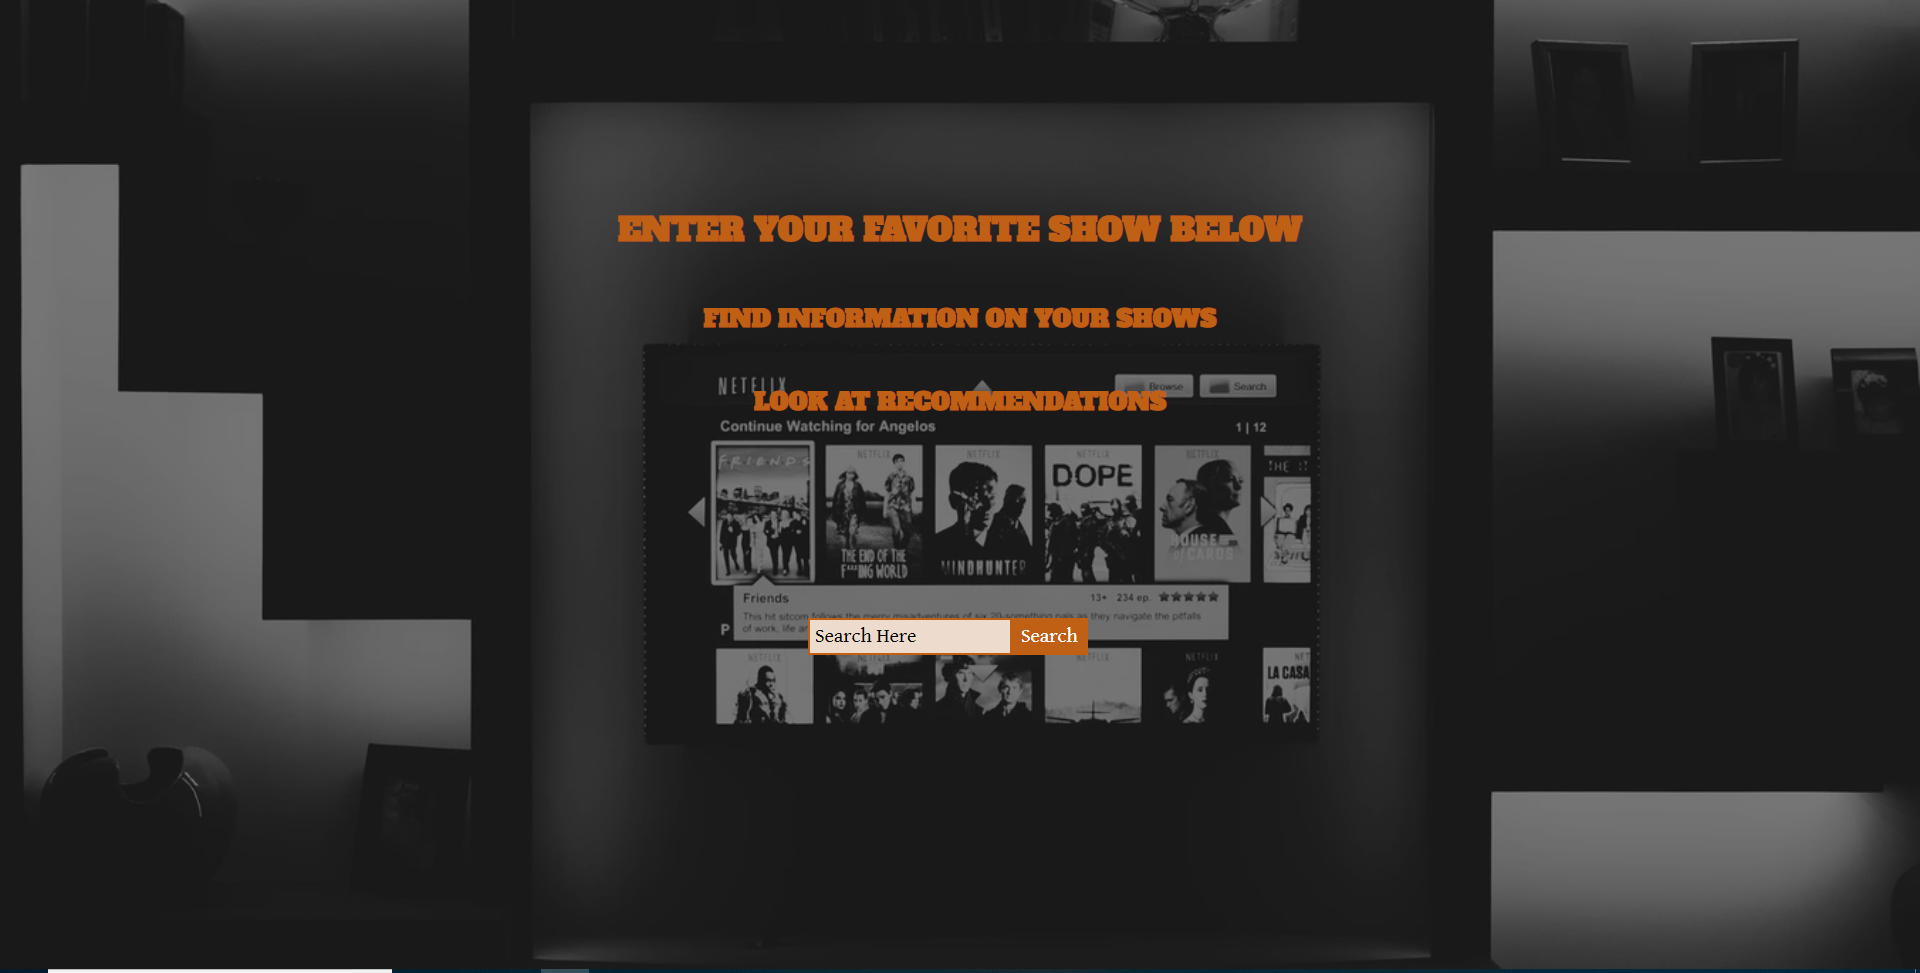 ENTER YOUR FAVORITE SHOW BELOW
FIND INFORMATION ON YOUR SHOWS
NETFLIX
Browse
Search
LOOK AT RECOMMENDATIONS
Continue Watching for Angelos
1 | 12
FRIENDS
NETFLIX
THE END OF THE
F***ING WORLD
NETFLIX
MINDHUNTER
NETFLIX
DOPE
NETFLIX
HOUSE
of CARDS
THE IT
Friends
13+ 234 ep. ★★★★★
This hit sitcom follows the merry misadventures of six 20-something pals as they navigate the pitfalls
of work, life
P
Search Here
Search
NETFLIX
NETFLIX
NETFLIX
NETFLIX
NET
LA CASA